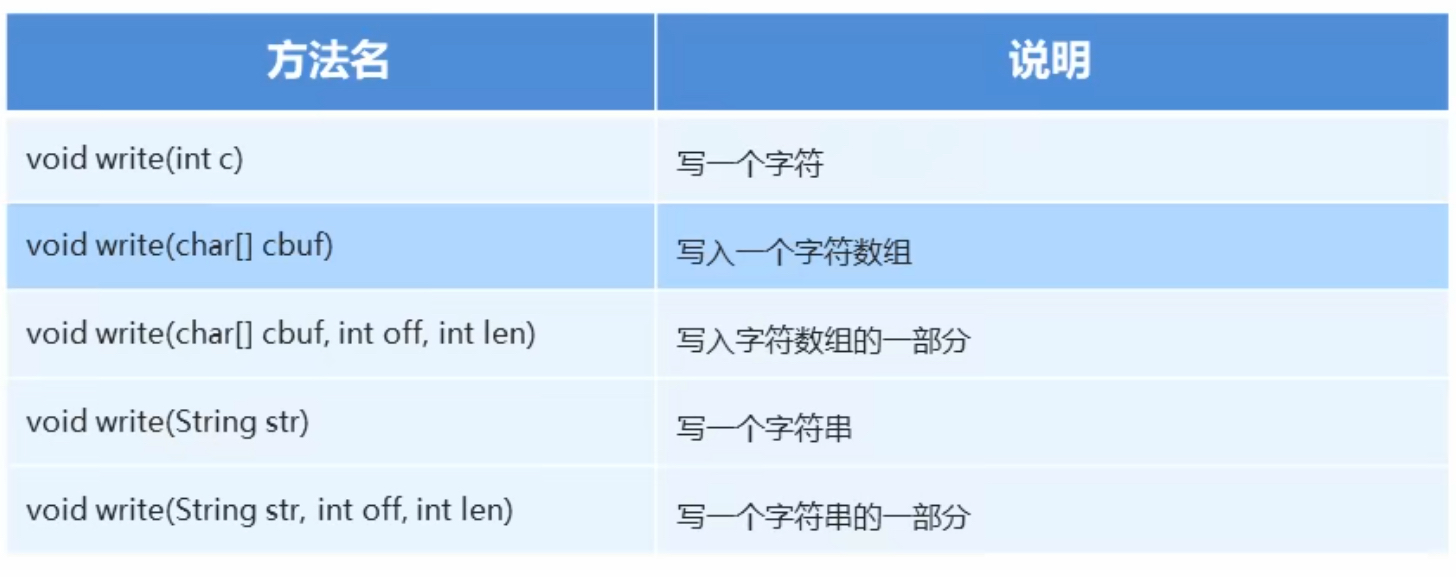 方法名 说明
void write(int c) 写一个字符
void write(char[] cbuf) 写入一个字符数组
void write(char[] cbuf, int off, int len) 写入字符数组的一部分
void write(String str) 写一个字符串
void write(String str, int off, int len) 写一个字符串的一部分